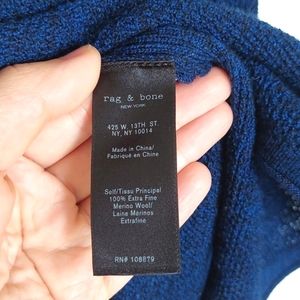 rag & bone
NEW YORK
425 W. 13TH ST.
NY, NY 10014
Made in China/
Fabriqué en Chine
Self/Tissu Principal
100% Extra Fine
Merino Wool/
Laine Merinos
Extrafine
RN# 108879